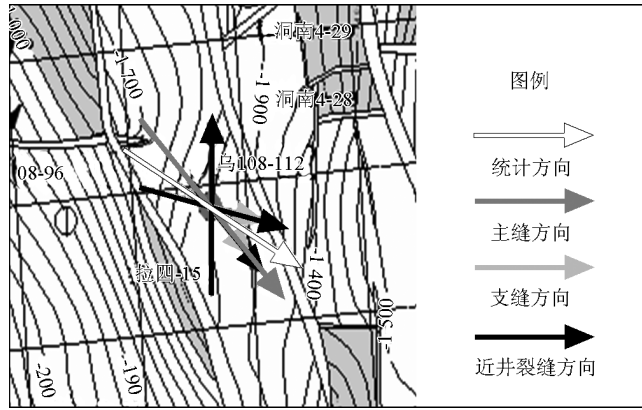 洞南4-29
-1 700
-1 900
洞南4-28
乌108-112
08-96
拉四-15
-1 400
-1 500
-200
-190
图例
统计方向
主缝方向
支缝方向
近井裂缝方向